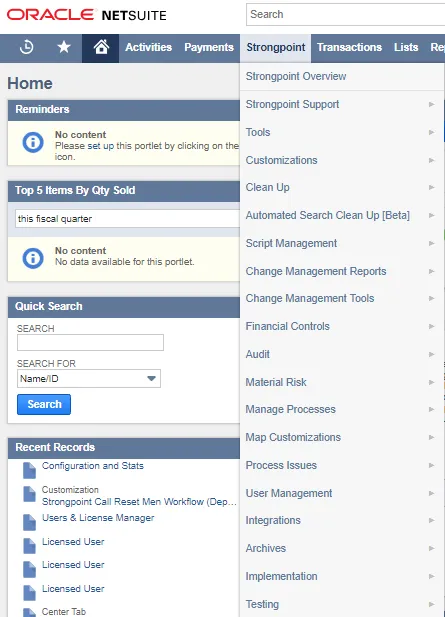 ORACLE NETSUITE
Search
Activities Payments Strongpoint Transactions Lists
Home
Reminders
No content
Please set up this portlet by clicking on the
icon.
Top 5 Items By Qty Sold
this fiscal quarter
No content
No data available for this portlet.
Quick Search
SEARCH
SEARCH FOR
Name/ID
Search
Recent Records
Configuration and Stats
Customization
Strongpoint Call Reset Men Workflow (Dep...
Users & License Manager
Licensed User
Licensed User
Licensed User
Center Tab
Strongpoint Overview
Strongpoint Support
Tools
Customizations
Clean Up
Automated Search Clean Up [Beta]
Script Management
Change Management Reports
Change Management Tools
Financial Controls
Audit
Material Risk
Manage Processes
Map Customizations
Process Issues
User Management
Integrations
Archives
Implementation
Testing